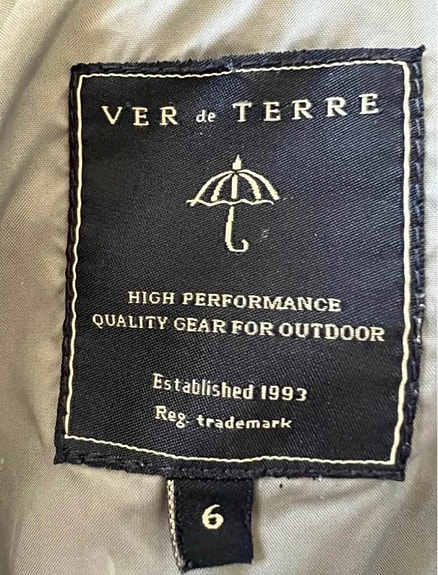 VER de TERRE
HIGH PERFORMANCE
QUALITY GEAR FOR OUTDOOR
Established 1993
Reg. trademark
6